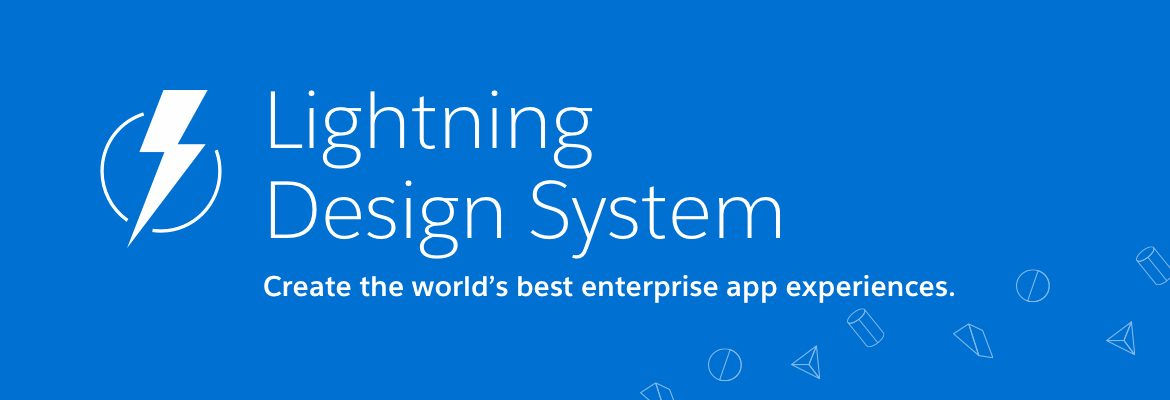 Lightning
Design System
Create the world’s best enterprise app experiences.